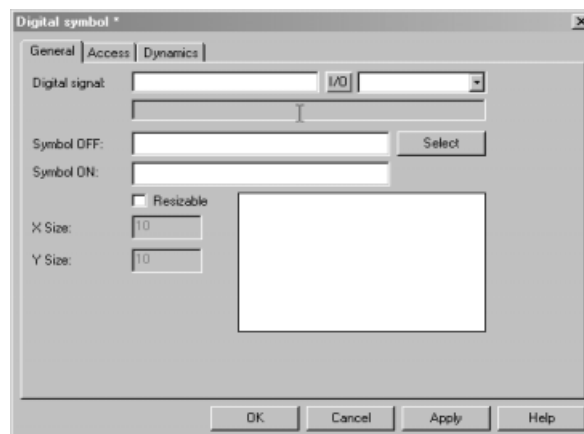 Digital symbol *
General Access Dynamics
Digital signal: I/O
Symbol OFF: Select
Symbol ON:
Resizable
X Size: 10
Y Size: 10
OK Cancel Apply Help